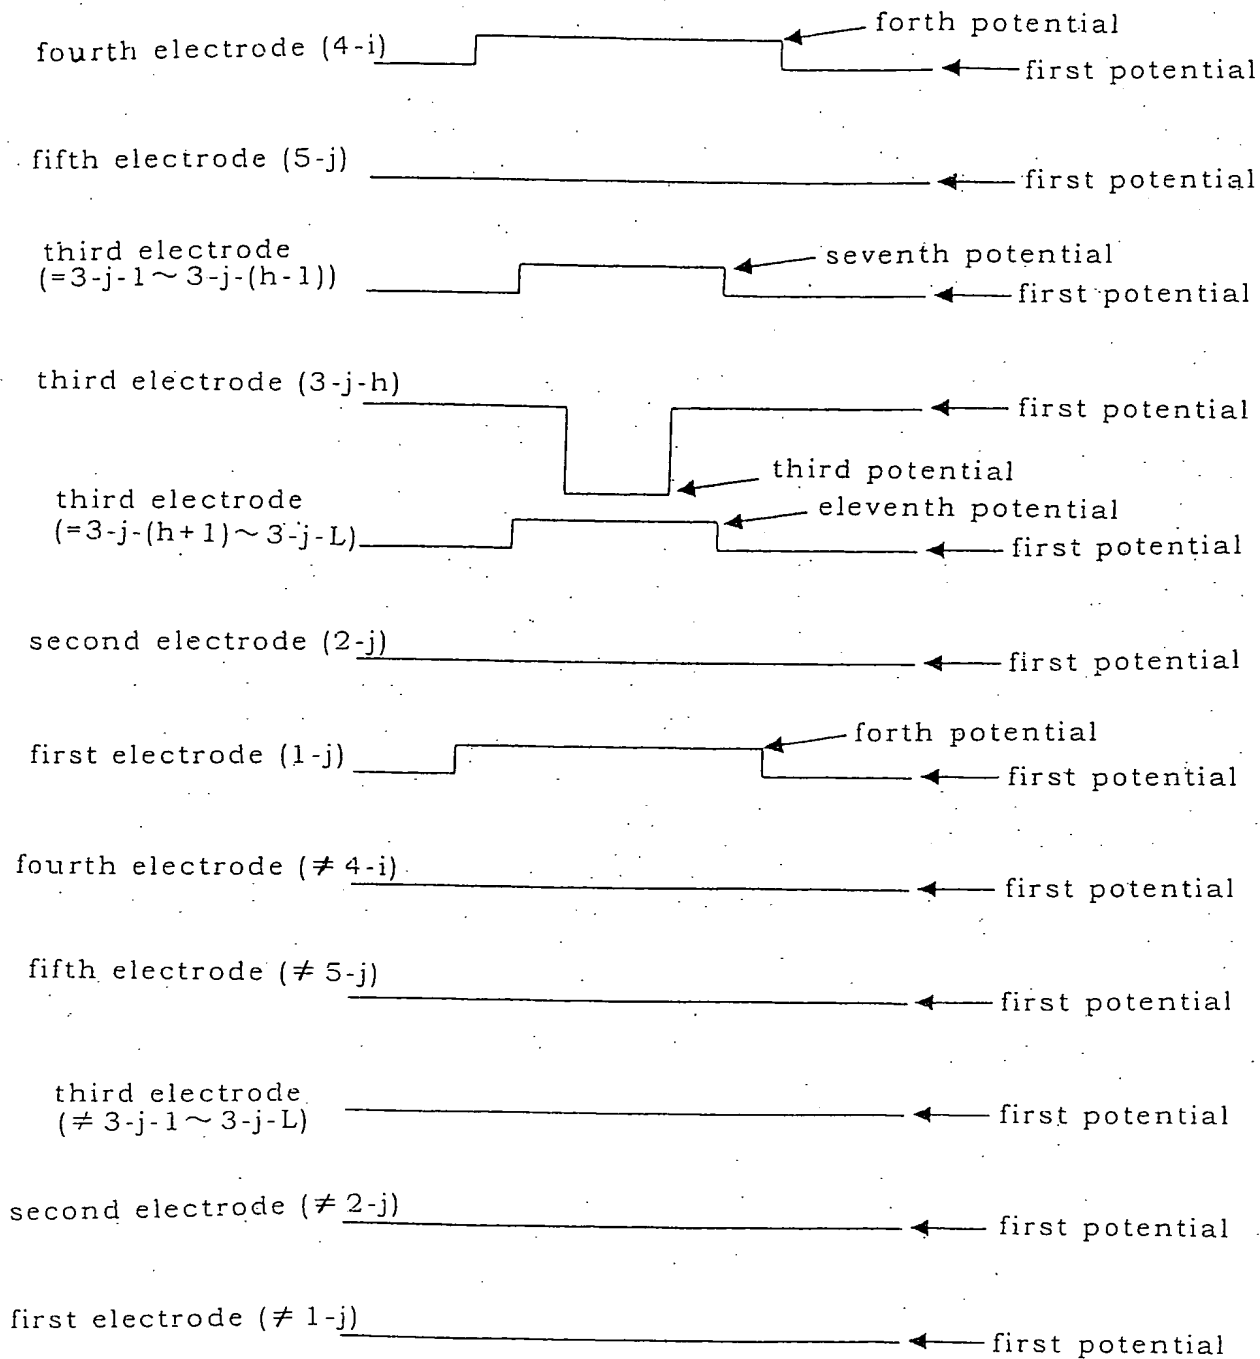 fourth electrode (4-i)
forth potential
first potential
fifth electrode (5-j)
first potential
third electrode
(=3-j-1～3-j-(h-1))
seventh potential
first potential
third electrode (3-j-h)
first potential
third potential
third electrode
(=3-j-(h+1)～3-j-L)
eleventh potential
first potential
second electrode (2-j)
first potential
first electrode (1-j)
forth potential
first potential
fourth electrode (≠ 4-i)
first potential
fifth electrode (≠ 5-j)
first potential
third electrode
(≠ 3-j-1～3-j-L)
first potential
second electrode (≠ 2-j)
first potential
first electrode (≠ 1-j)
first potential